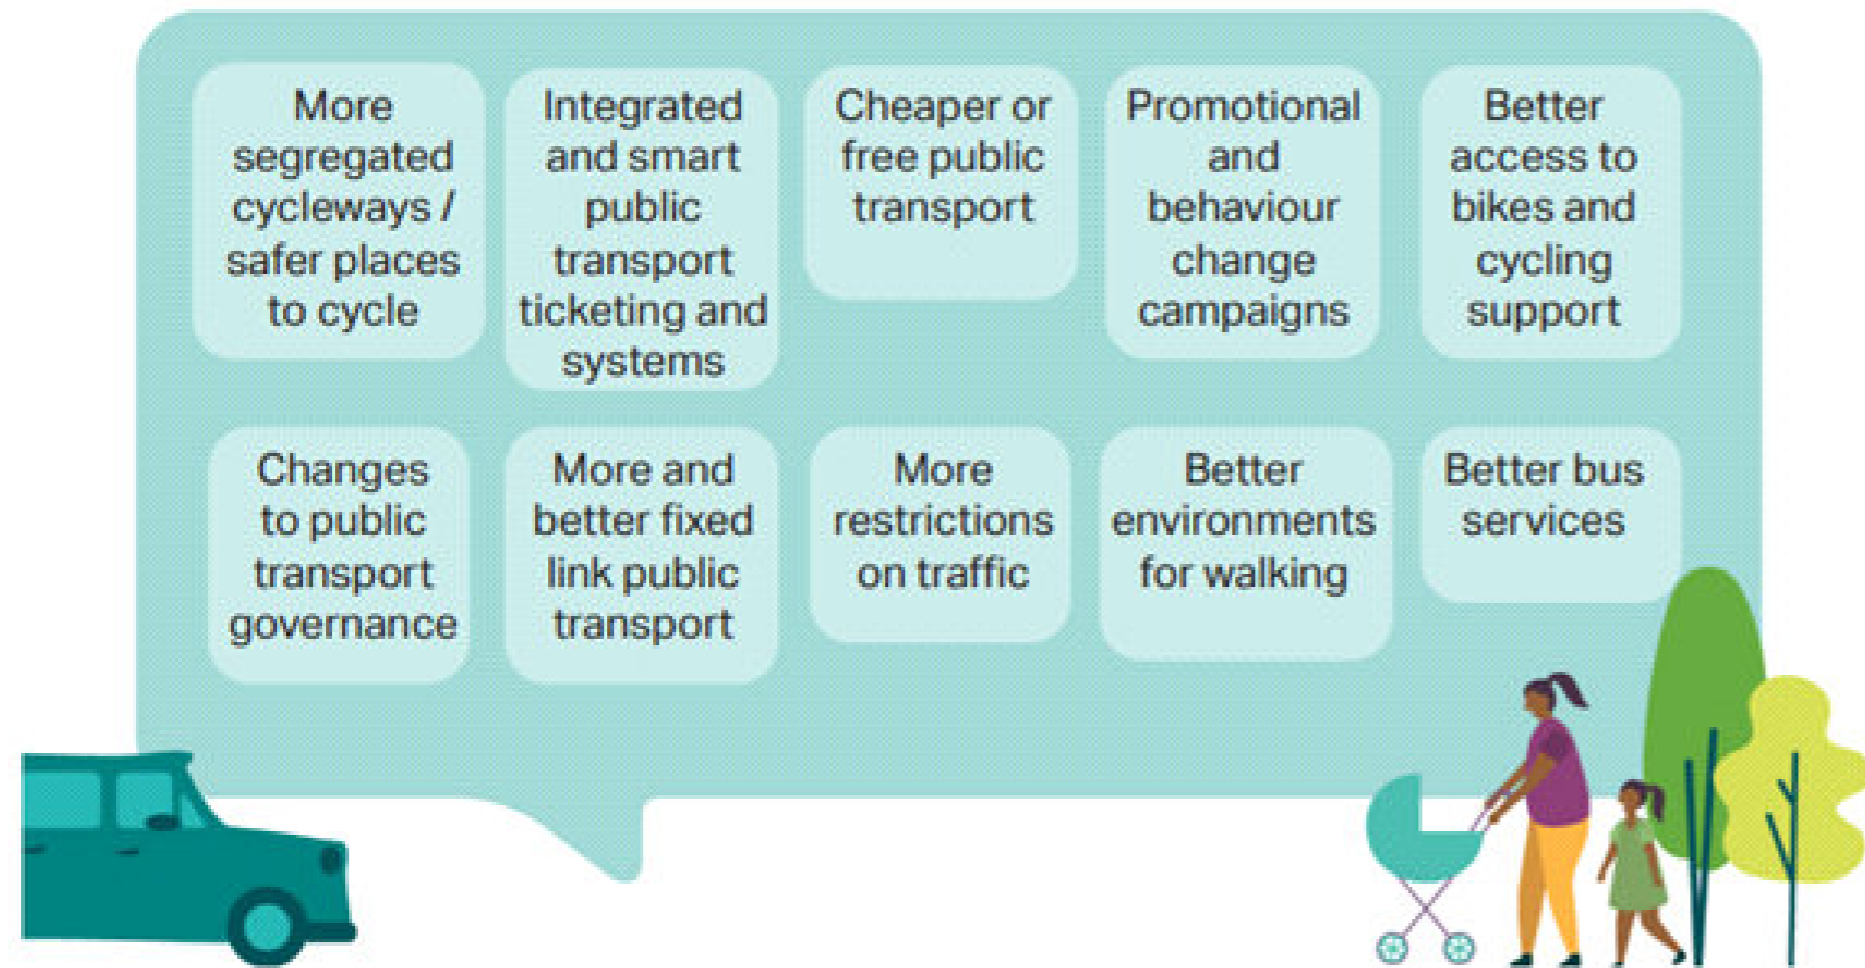 More
segregated
cycleways /
safer places
to cycle
Integrated
and smart
public
transport
ticketing and
systems
Cheaper or
free public
transport
Promotional
and
behaviour
change
campaigns
Better
access to
bikes and
cycling
support
Changes
to public
transport
governance
More and
better fixed
link public
transport
More
restrictions
on traffic
Better
environments
for walking
Better bus
services